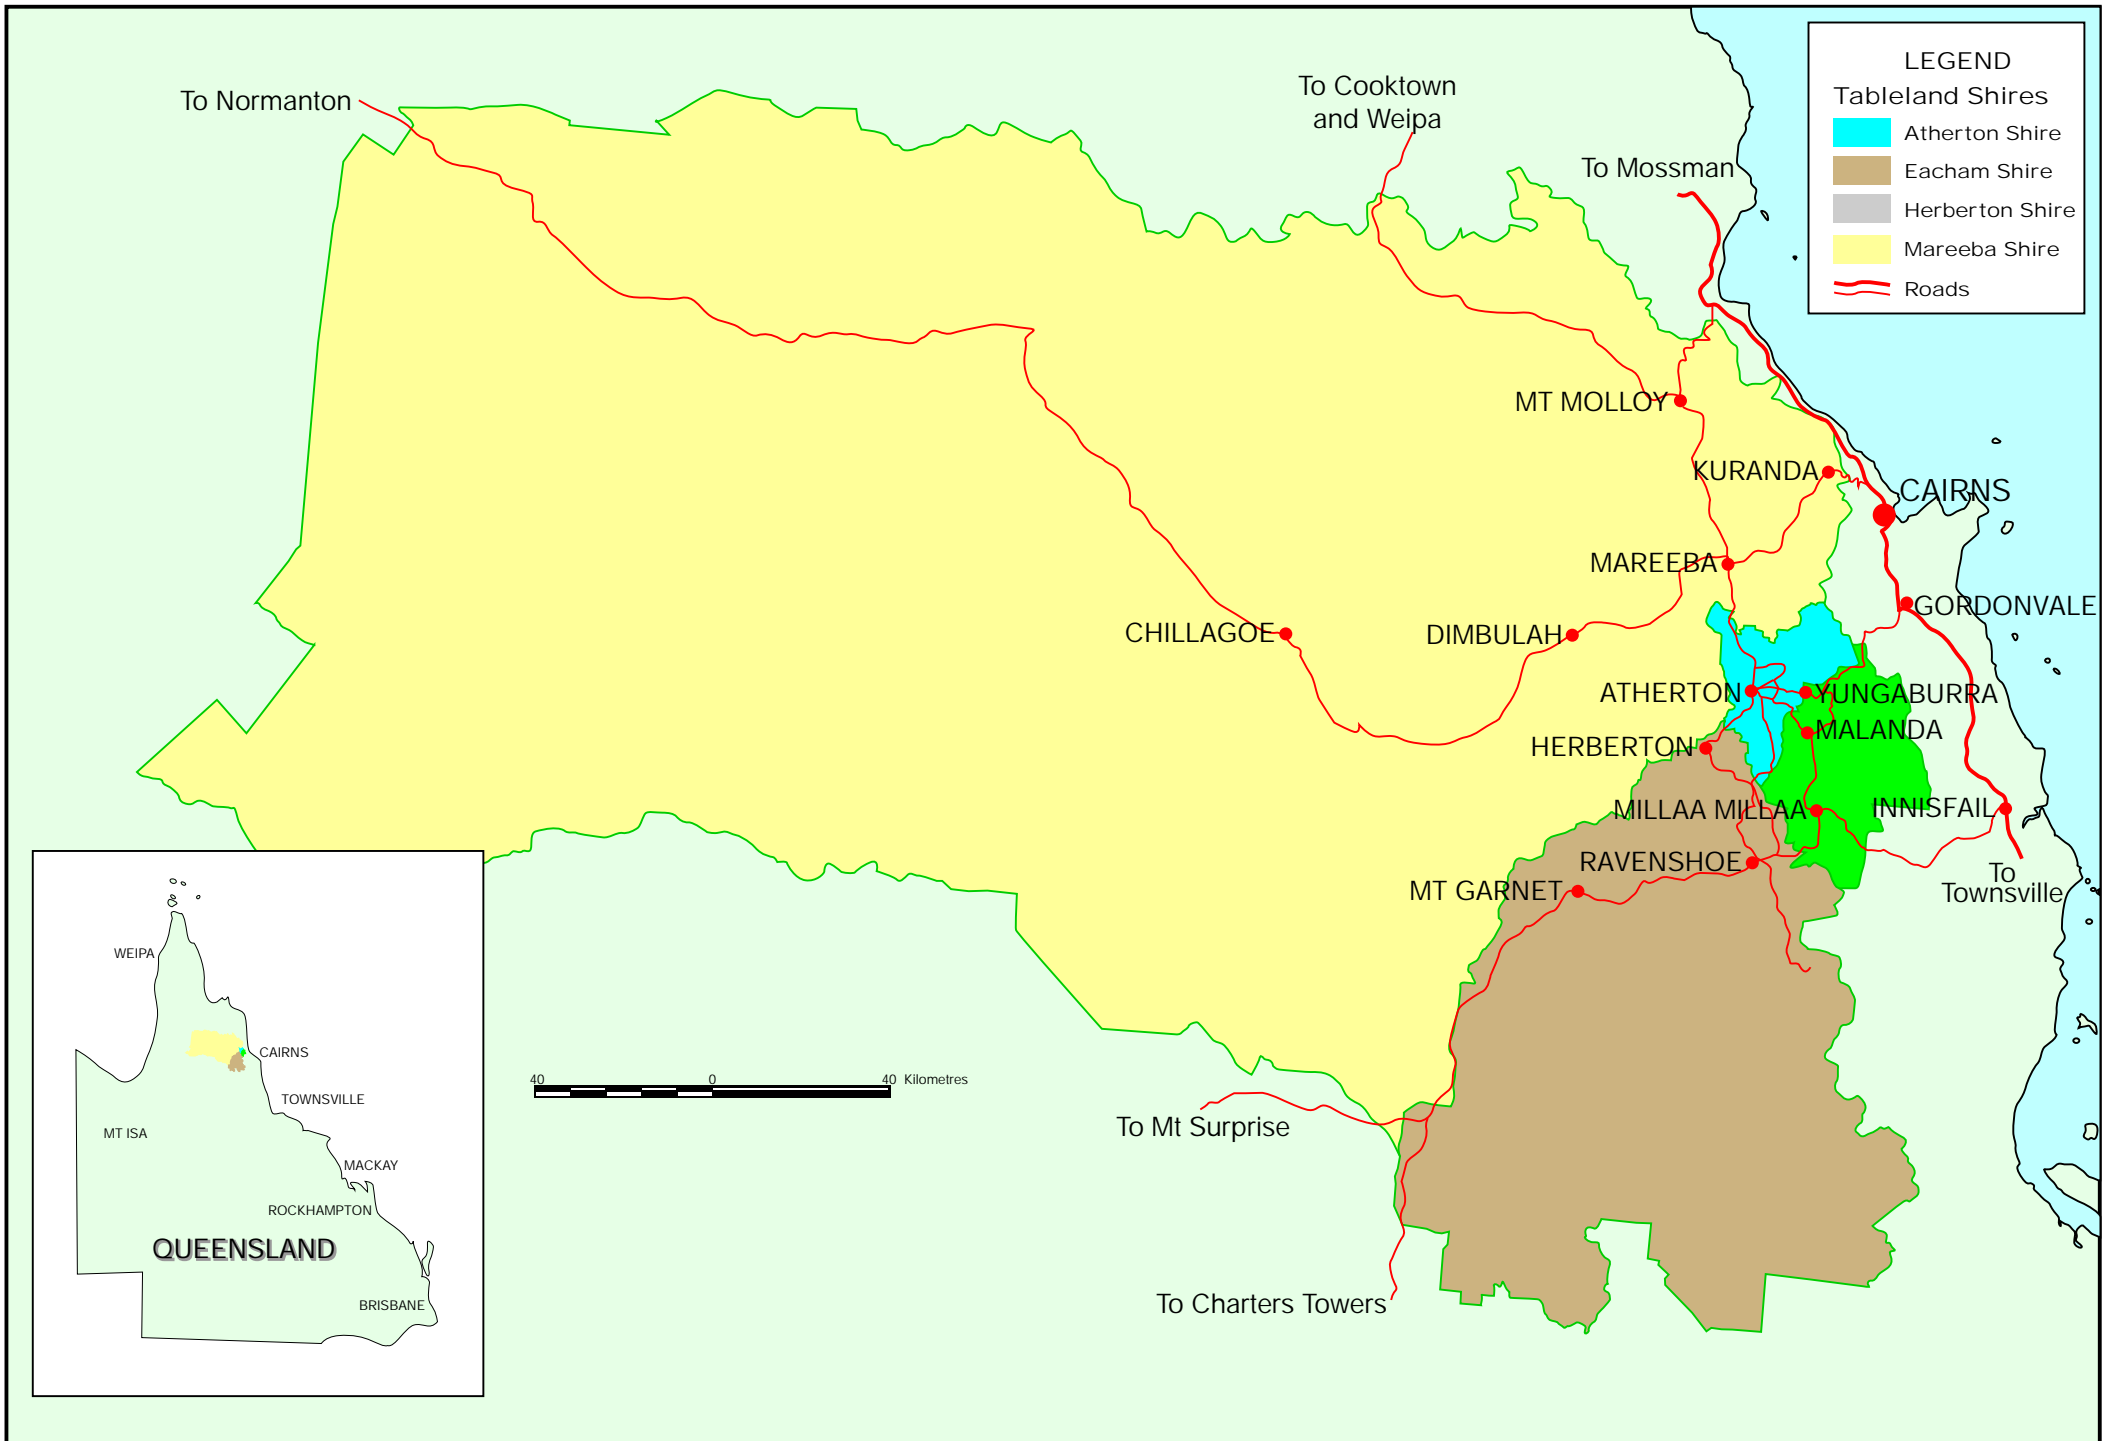 To Normanton
To Cooktown
and Weipa
To Mossman
LEGEND
Tableland Shires
Atherton Shire
Eacham Shire
Herberton Shire
Mareeba Shire
Roads
MT MOLLOY
KURANDA
CAIRNS
MAREEBA
GORDONVALE
CHILLAGOE
DIMBULAH
ATHERTON
YUNGABURRA
MALANDA
HERBERTON
MILLAA MILLAA
INNISFAIL
RAVENSHOE
MT GARNET
To
Townsville
To Mt Surprise
To Charters Towers
40 0 40 Kilometres
WEIPA
CAIRNS
TOWNSVILLE
MT ISA
MACKAY
ROCKHAMPTON
QUEENSLAND
BRISBANE